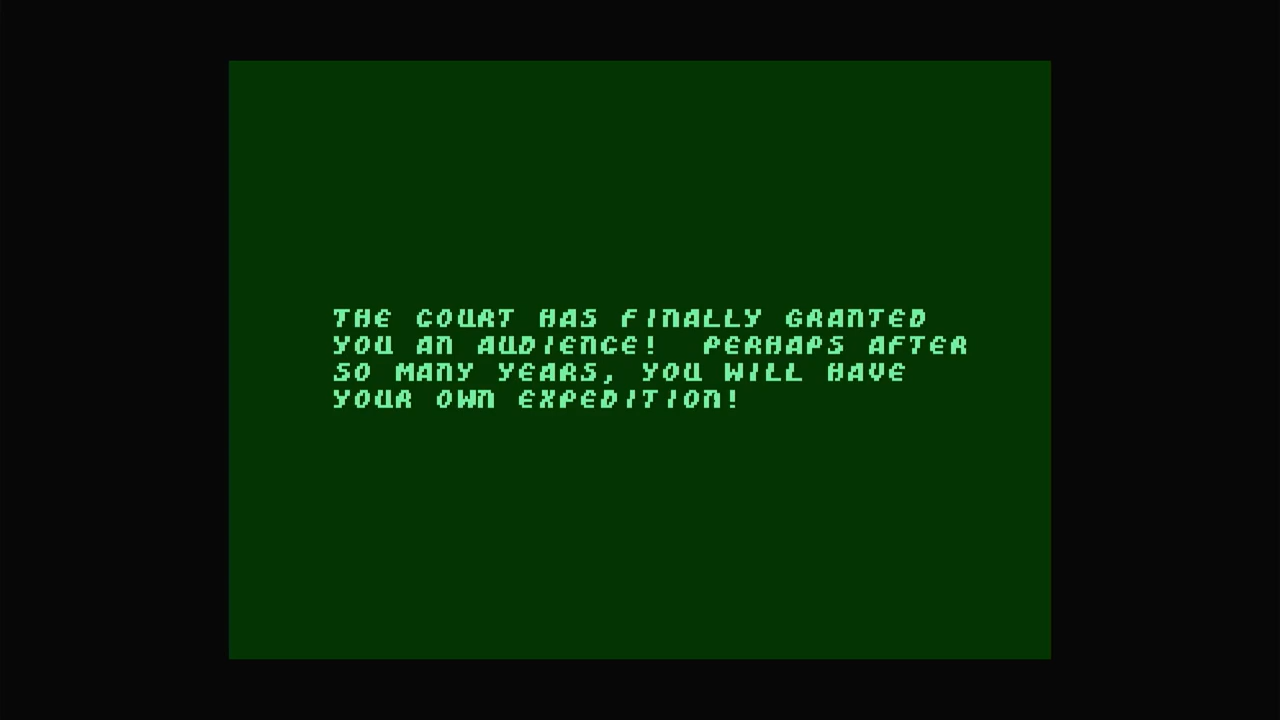 THE COURT HAS FINALLY GRANTED
YOU AN AUDIENCE!  PERHAPS AFTER
SO MANY YEARS, YOU WILL HAVE
YOUR OWN EXPEDITION!